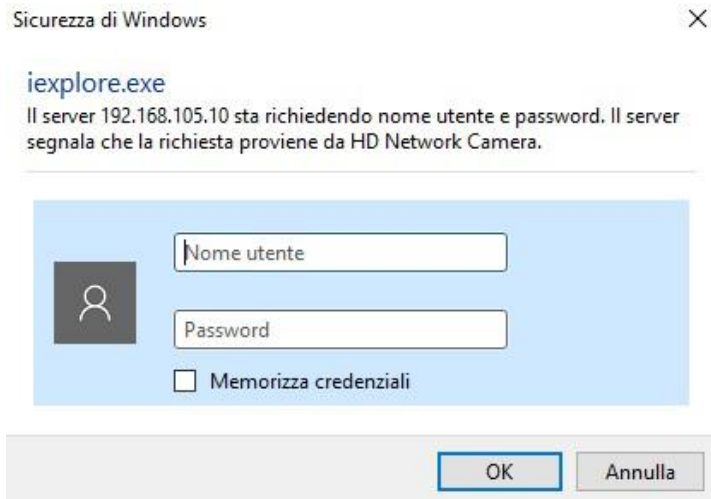 Sicurezza di Windows
iexplore.exe
Il server 192.168.105.10 sta richiedendo nome utente e password. Il server
segnala che la richiesta proviene da HD Network Camera.
Nome utente
Password
Memorizza credenziali
OK Annulla